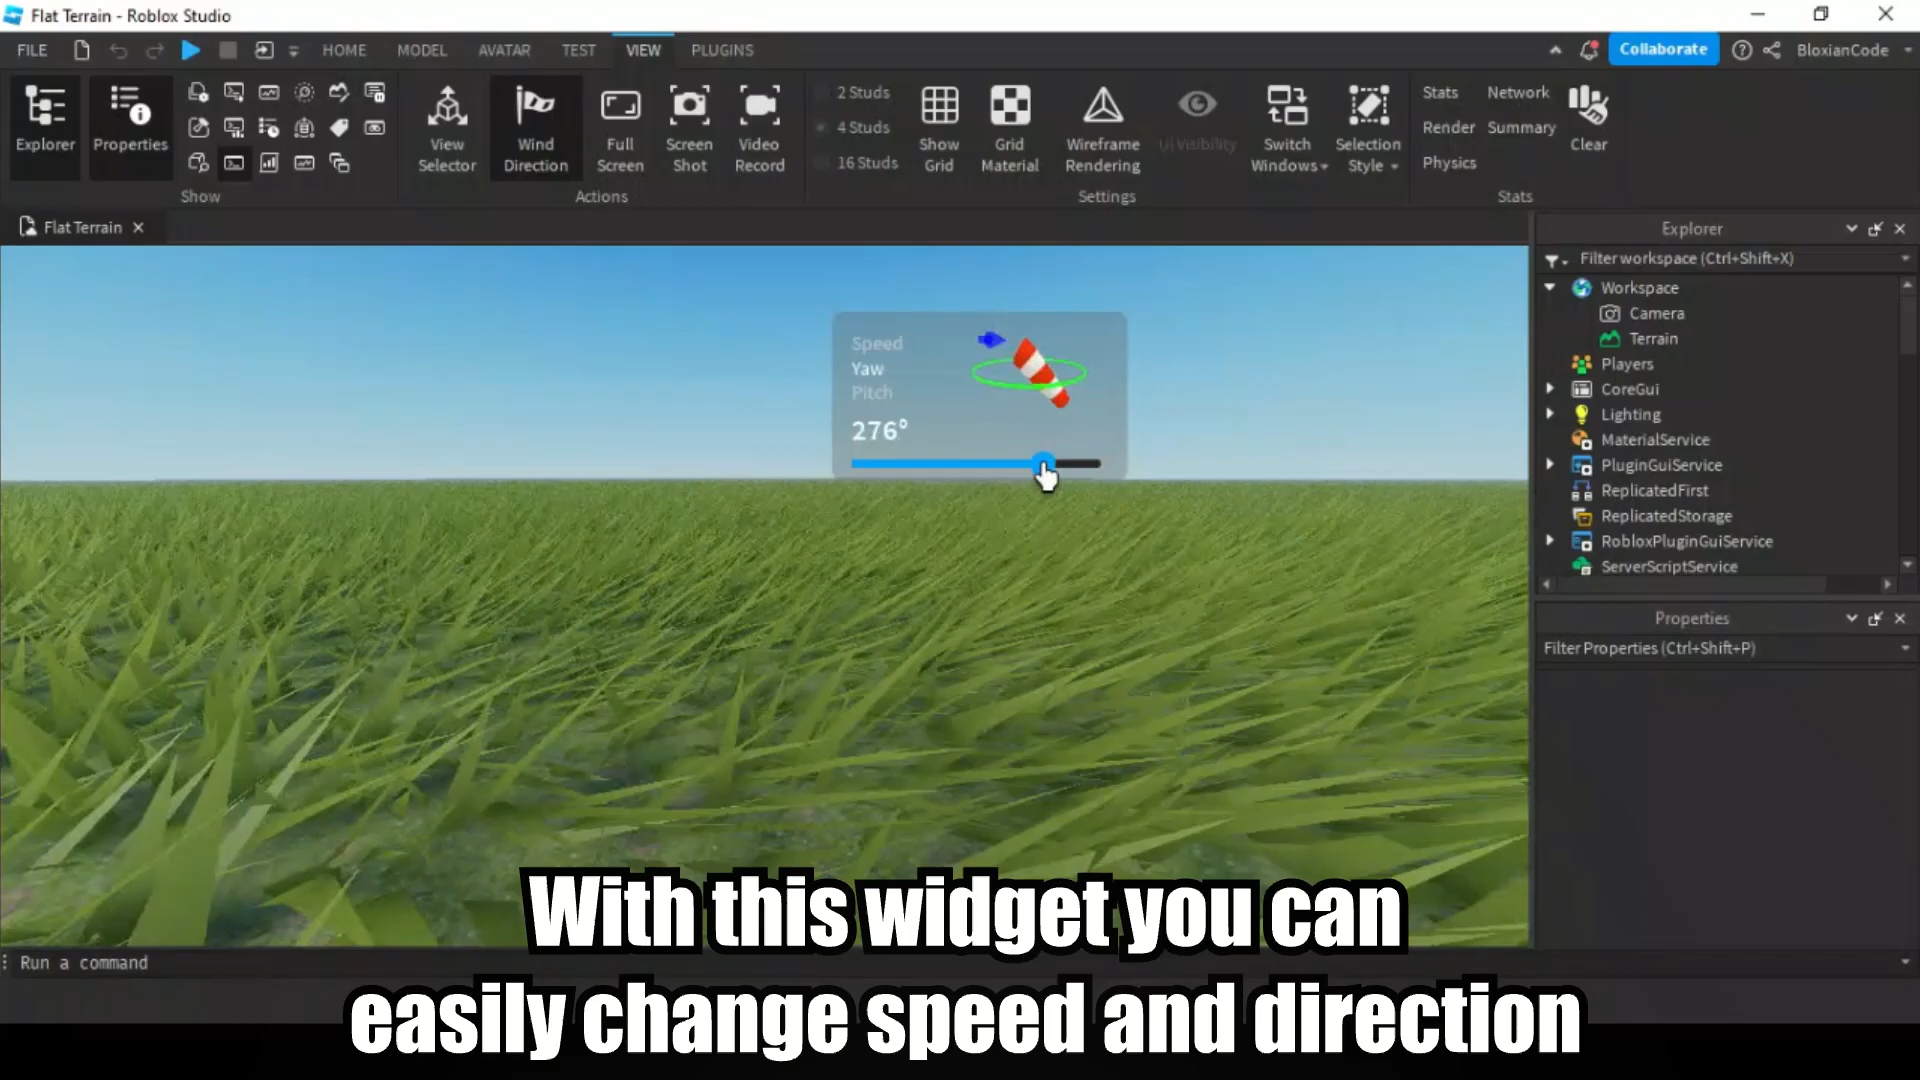 Flat Terrain - Roblox Studio
FILE HOME MODEL AVATAR TEST VIEW PLUGINS Collaborate BloxianCode
Explorer
Properties
Show
View
Selector
Wind
Direction
Full
Screen
Screen
Shot
Video
Record
Actions
2 Studs
4 Studs
16 Studs
Show
Grid
Grid
Material
Wireframe
Rendering
UI Visibility
Switch
Windows
Selection
Style
Settings
Stats Network
Render Summary
Physics
Clear
Stats
Flat Terrain
Speed
Yaw
Pitch
276°
Explorer
Filter workspace (Ctrl+Shift+X)
Workspace
Camera
Terrain
Players
CoreGui
Lighting
MaterialService
PluginGuiService
ReplicatedFirst
ReplicatedStorage
RobloxPluginGuiService
ServerScriptService
Properties
Filter Properties (Ctrl+Shift+P)
Run a command
With this widget you can
easily change speed and direction